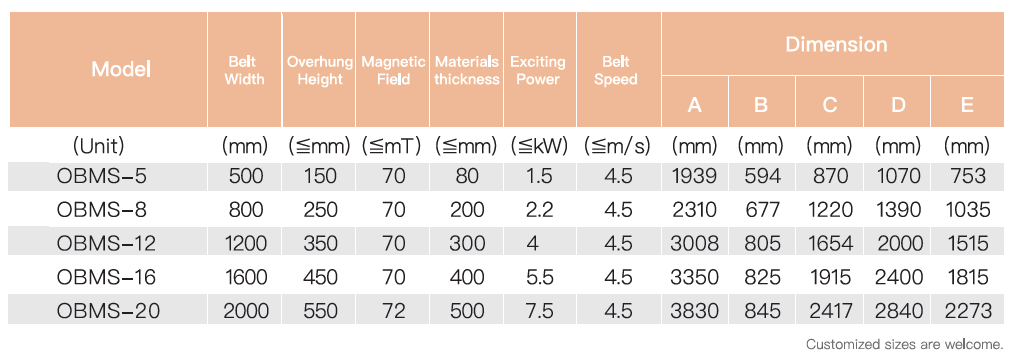 Model Belt Width Overhung Height Magnetic Field Materials thickness Exciting Power Belt Speed Dimension
A B C D E
(Unit) (mm) (≦mm) (≦mT) (≦mm) (≦kW) (≦m/s) (mm) (mm) (mm) (mm) (mm)
OBMS-5 500 150 70 80 1.5 4.5 1939 594 870 1070 753
OBMS-8 800 250 70 200 2.2 4.5 2310 677 1220 1390 1035
OBMS-12 1200 350 70 300 4 4.5 3008 805 1654 2000 1515
OBMS-16 1600 450 70 400 5.5 4.5 3350 825 1915 2400 1815
OBMS-20 2000 550 72 500 7.5 4.5 3830 845 2417 2840 2273
Customized sizes are welcome.